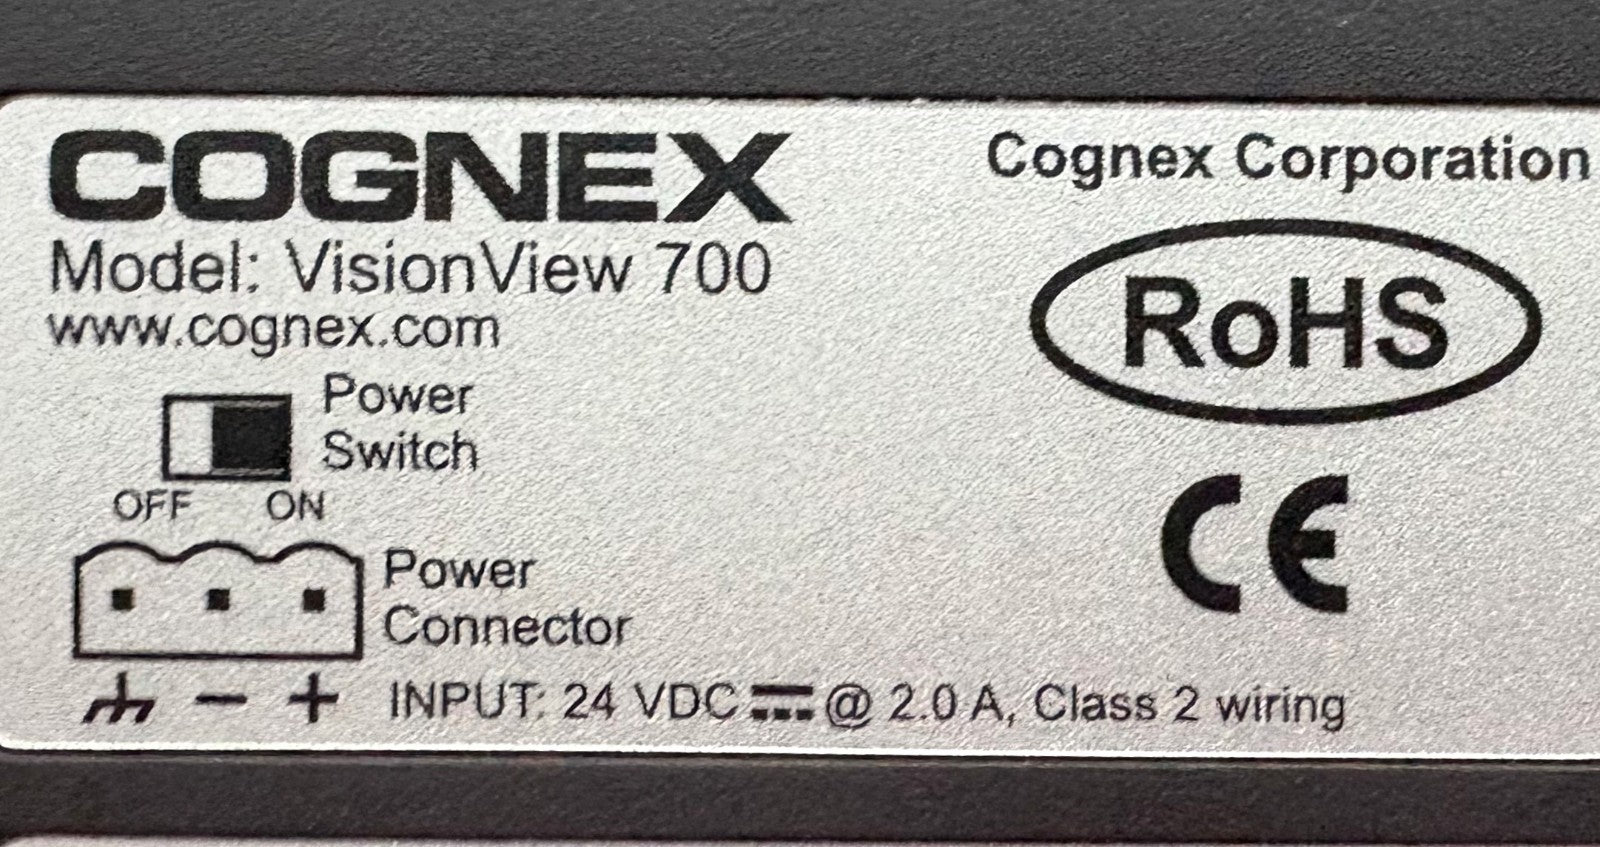 COGNEX
Model: VisionView 700
www.cognex.com
Power
Switch
OFF ON
Power
Connector
- + INPUT: 24 VDC @ 2.0 A, Class 2 wiring
Cognex Corporation
RoHS
CE